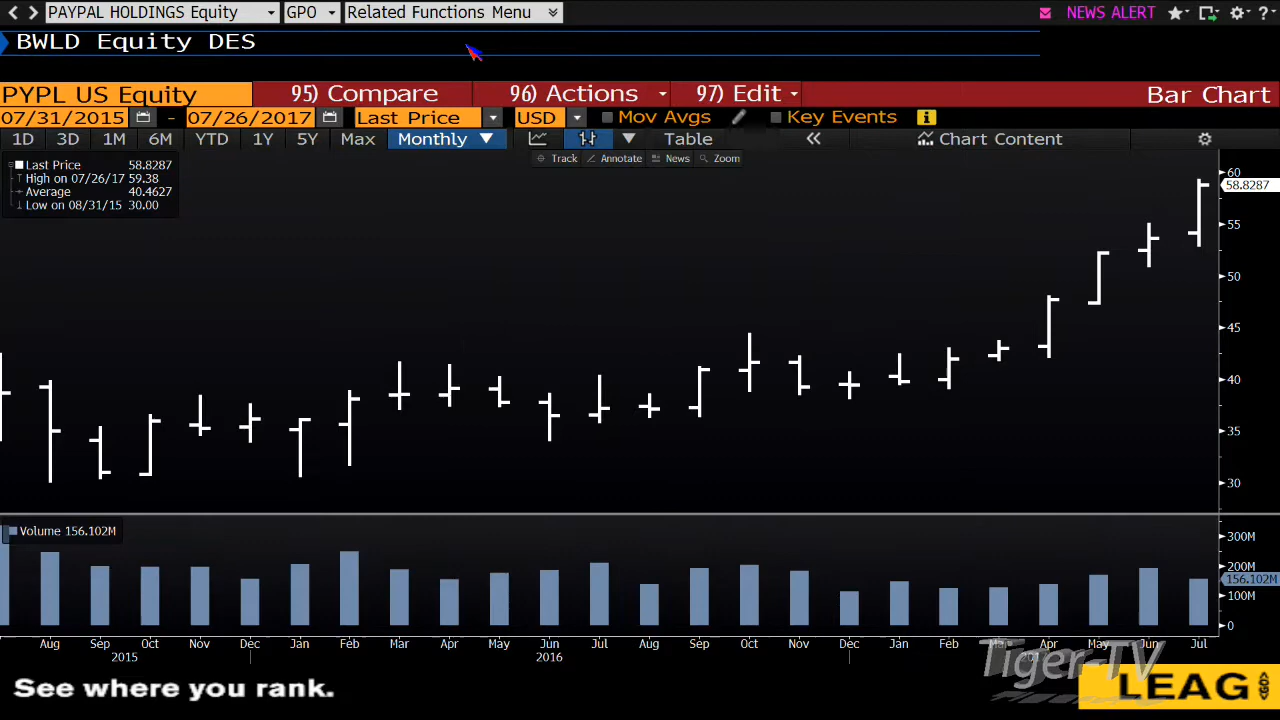 PAYPAL HOLDINGS Equity GPO Related Functions Menu NEWS ALERT ?
BWLD Equity DES
PYPL US Equity 95) Compare 96) Actions 97) Edit Bar Chart
07/31/2015 - 07/26/2017 Last Price USD Mov Avgs Key Events
1D 3D 1M 6M YTD 1Y 5Y Max Monthly ▼ Table « Chart Content
Track Annotate News Zoom
Last Price 58.8287
High on 07/26/17 59.38
Average 40.4627
Low on 08/31/15 30.00
60
58.8287
55
50
45
40
35
30
Volume 156.102M
300M
200M
156.102M
100M
0
Aug Sep Oct Nov Dec Jan Feb Mar Apr May Jun Jul Aug Sep Oct Nov Dec Jan Feb Mar Apr May Jun Jul
2015 2016
Tiger-TV
See where you rank. LEAG